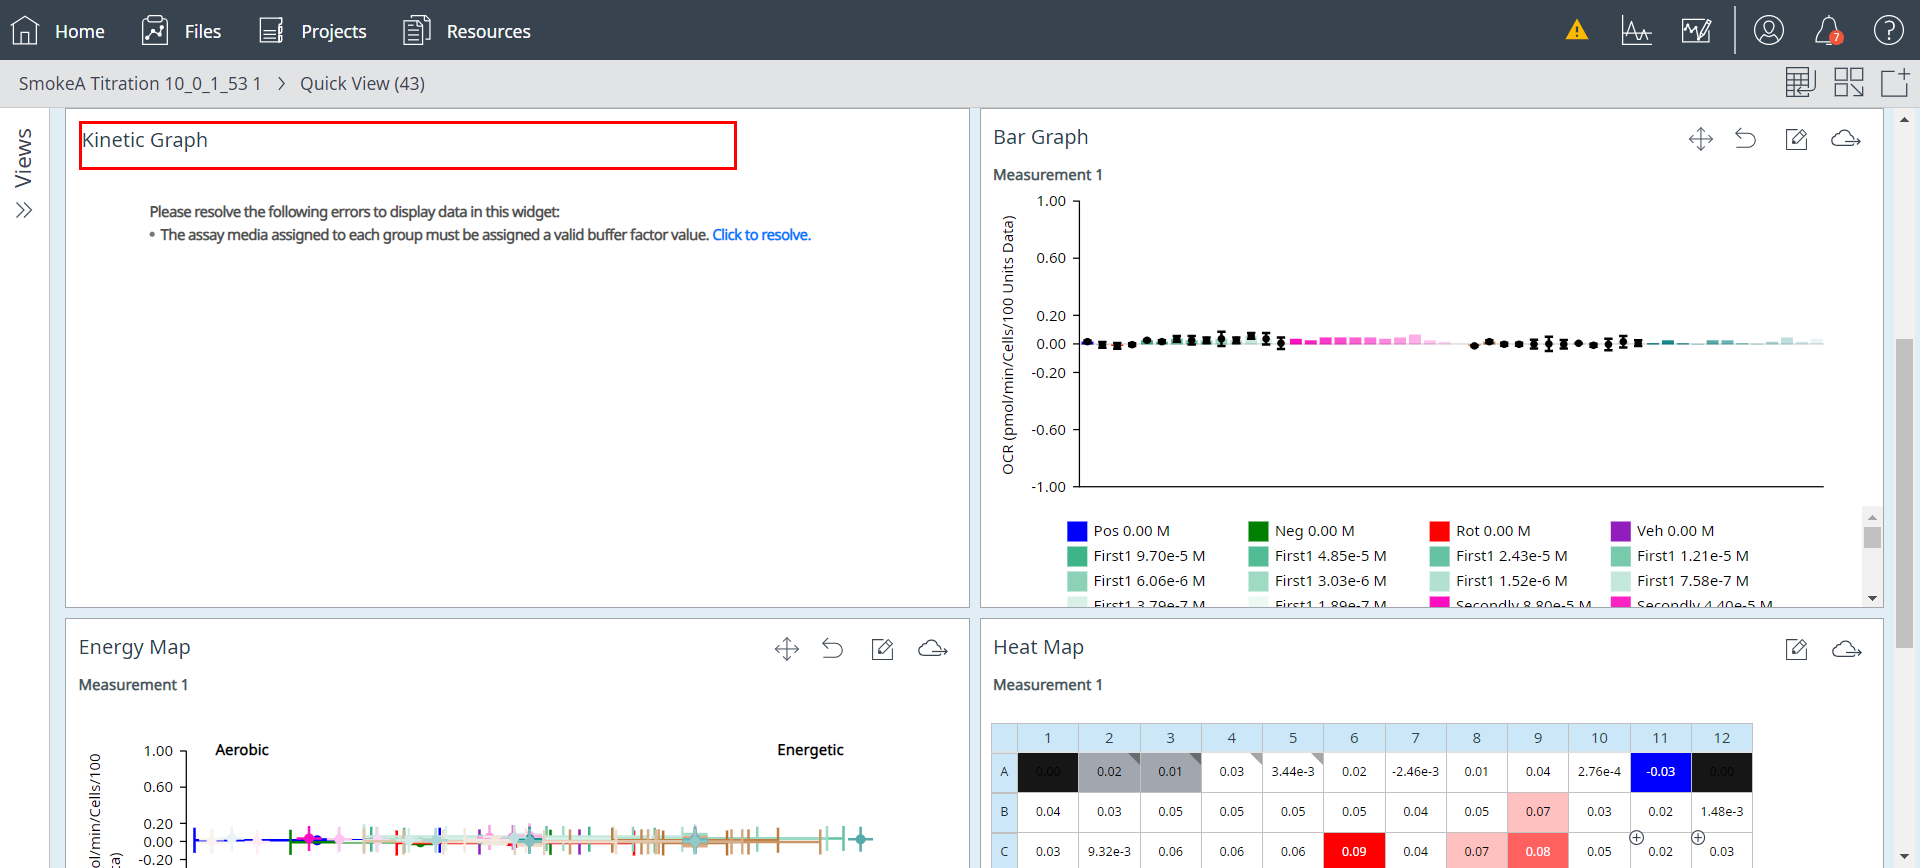 Home Files Projects Resources 7
SmokeA Titration 10_0_1_53 1 Quick View (43)
Views
Kinetic Graph
Please resolve the following errors to display data in this widget:
• The assay media assigned to each group must be assigned a valid buffer factor value. Click to resolve.
Bar Graph
Measurement 1
OCR (pmol/min/Cells/100 Units Data)
1.00
0.60
0.20
0.00
-0.20
-0.60
-1.00
Pos 0.00 M Neg 0.00 M Rot 0.00 M Veh 0.00 M
First1 9.70e-5 M First1 4.85e-5 M First1 2.43e-5 M First1 1.21e-5 M
First1 6.06e-6 M First1 3.03e-6 M First1 1.52e-6 M First1 7.58e-7 M
First1 3.79e-7 M First1 1.89e-7 M Secondly 8.80e-5 M Secondly 4.40e-5 M
Energy Map
Measurement 1
Aerobic Energetic
1.00
0.60
0.20
0.00
-0.20
ol/min/Cells/100
ta)
Heat Map
Measurement 1
1 2 3 4 5 6 7 8 9 10 11 12
A 0.00 0.02 0.01 0.03 3.44e-3 0.02 -2.46e-3 0.01 0.04 2.76e-4 -0.03 0.00
B 0.04 0.03 0.05 0.05 0.05 0.05 0.04 0.05 0.07 0.03 0.02 1.48e-3
C 0.03 9.32e-3 0.06 0.06 0.06 0.09 0.04 0.07 0.08 0.05 0.02 0.03